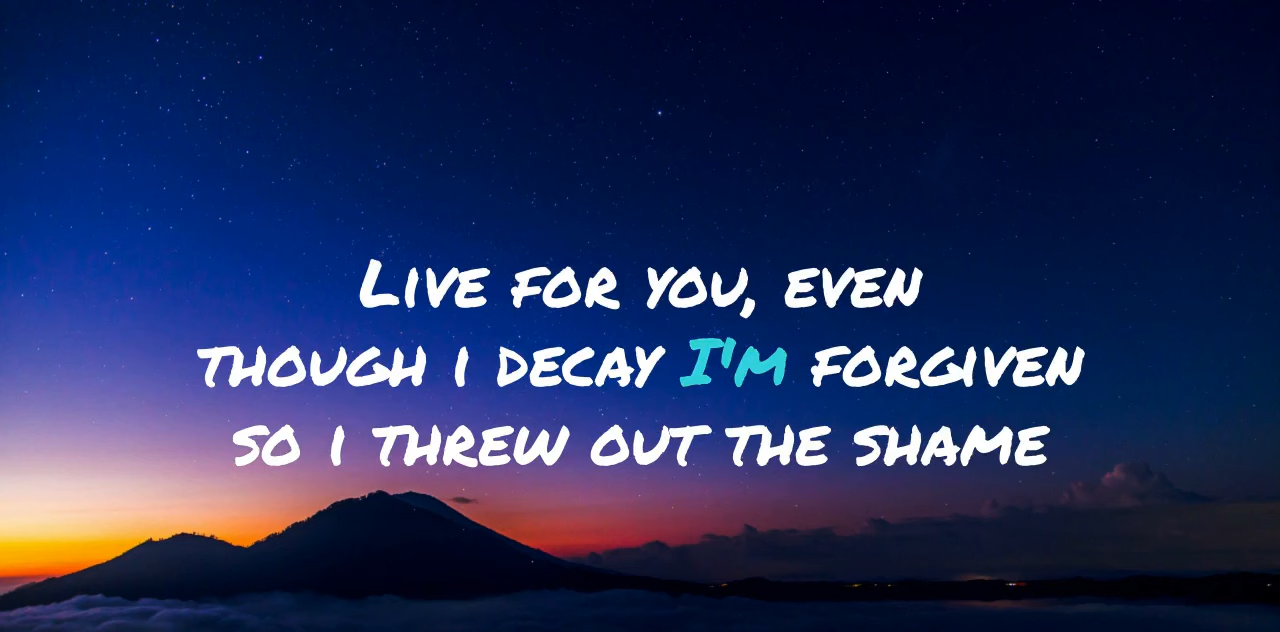 Live for you, even
though i decay I'm forgiven
so i threw out the shame